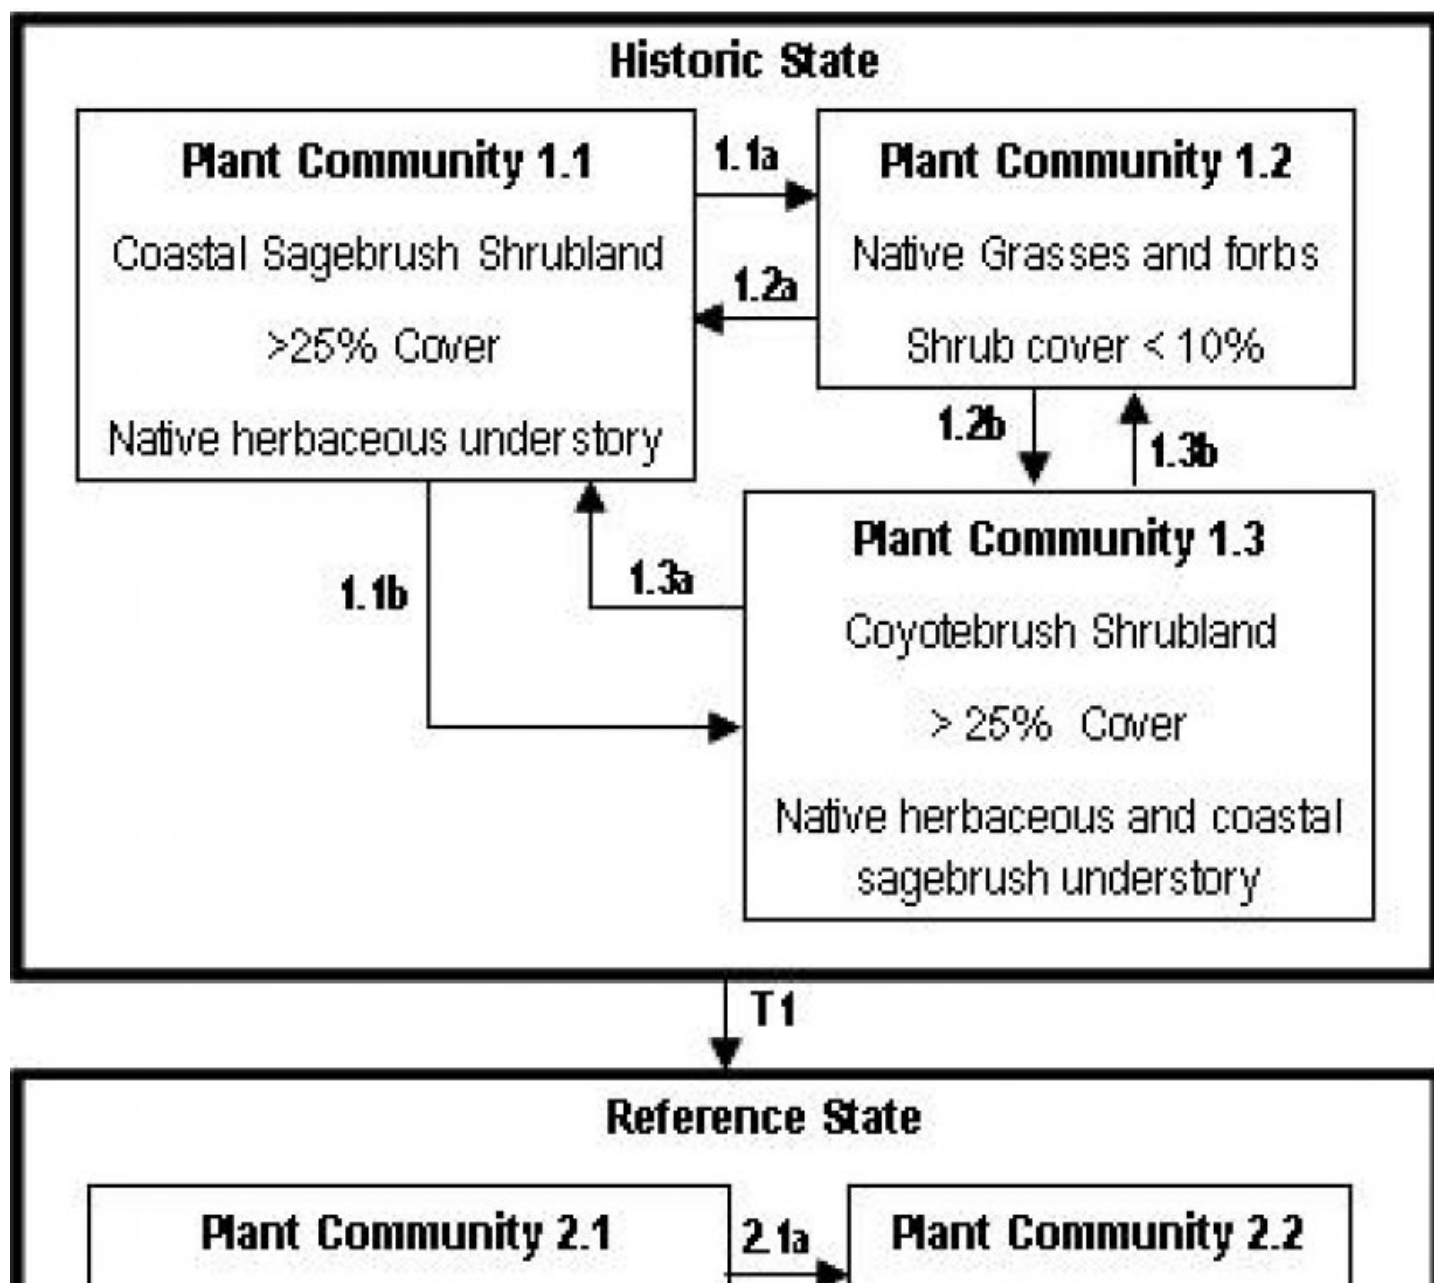 Historic State
Plant Community 1.1
Coastal Sagebrush Shrubland
>25% Cover
Native herbaceous understory
1.1a
1.2a
Plant Community 1.2
Native Grasses and forbs
Shrub cover < 10%
1.2b
1.3b
1.1b
1.3a
Plant Community 1.3
Coyotebrush Shrubland
> 25% Cover
Native herbaceous and coastal
sagebrush understory
T1
Reference State
Plant Community 2.1
2.1a
Plant Community 2.2